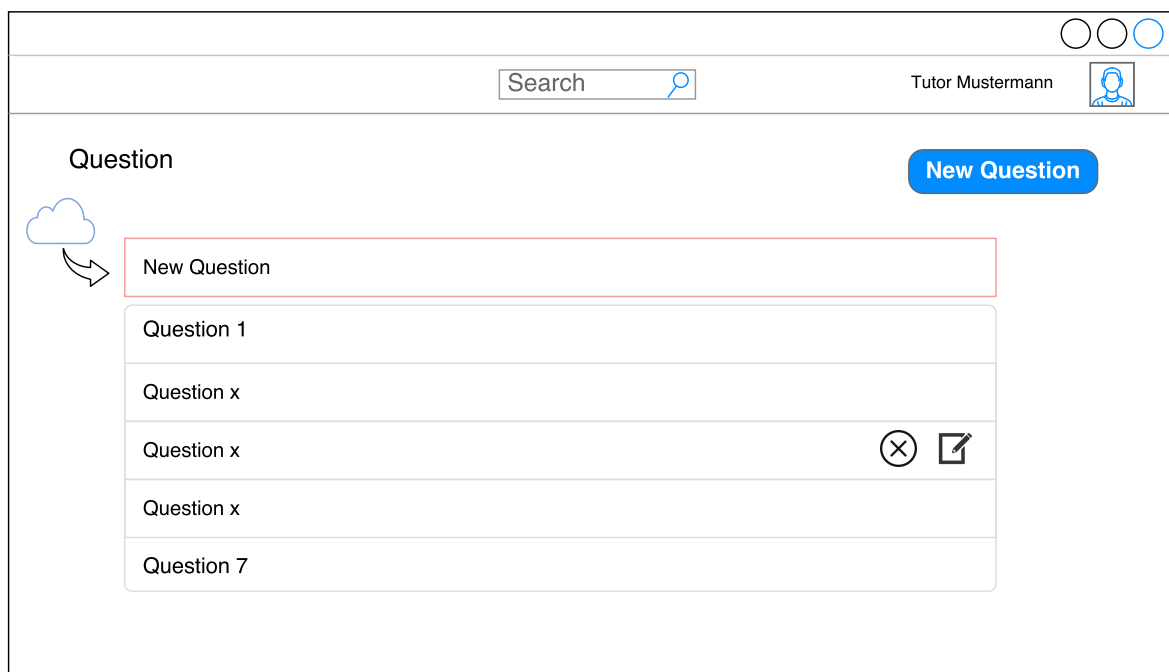 Search
Tutor Mustermann
Question
New Question
New Question
Question 1
Question x
Question x
Question x
Question 7